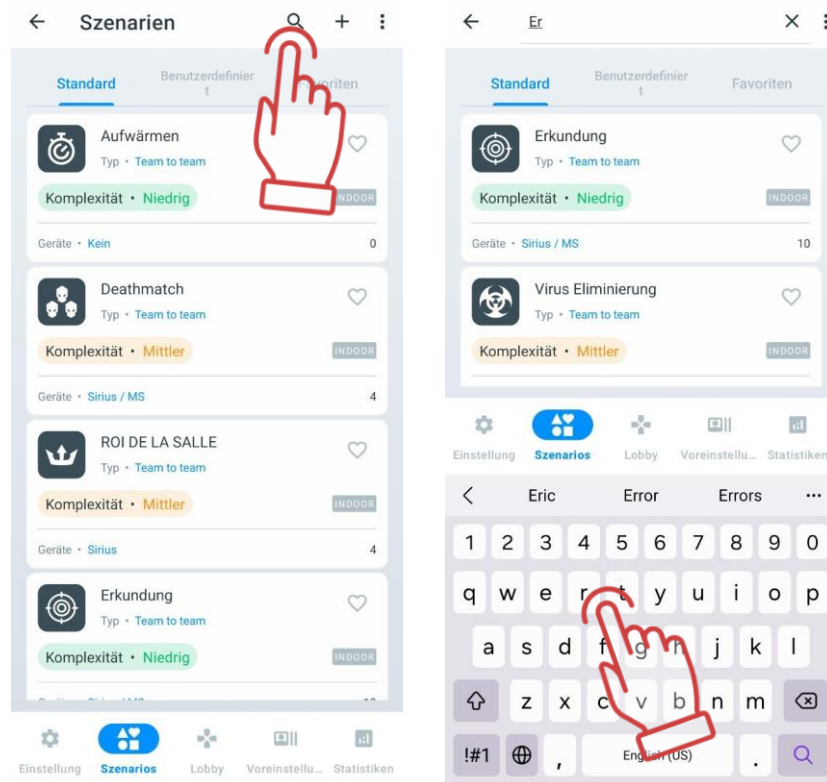 Szenarien
Standard
Benutzerdefinier
t
Aufwärmen
Typ • Team to team
Komplexität • Niedrig
Geräte • Kein
0
Deathmatch
Typ • Team to team
Komplexität • Mittler
INDOOR
Geräte • Sirius / MS
4
ROI DE LA SALLE
Typ • Team to team
Komplexität • Mittler
INDOOR
Geräte • Sirius
4
Erkundung
Typ • Team to team
Komplexität • Niedrig
INDOOR
Einstellung
Szenarios
Lobby
Voreinstellu...
Statistiken
Er
Standard
Benutzerdefinier
t
Favoriten
Erkundung
Typ • Team to team
Komplexität • Niedrig
INDOOR
Geräte • Sirius / MS
10
Virus Eliminierung
Typ • Team to team
Komplexität • Mittler
INDOOR
Einstellung
Szenarios
Lobby
Voreinstellu...
Statistiken
Eric Error Errors
1 2 3 4 5 6 7 8 9 0
q w e r t y u i o p
a s d f g h j k l
z x c v b n m
!#1 , English (US) .